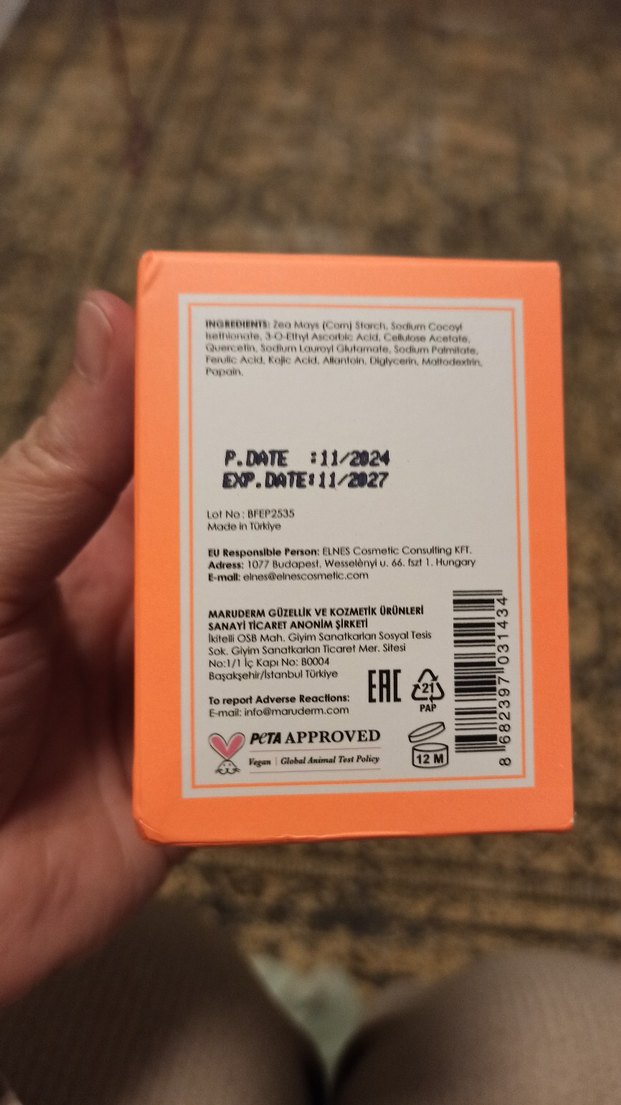 INGREDIENTS: Zea Mays (Corn) Starch, Sodium Cocoyl
Isethionate, 3-O-Ethyl Ascorbic Acid, Cellulose Acetate,
Quercetin, Sodium Lauroyl Glutamate, Sodium Palmitate,
Ferulic Acid, Kojic Acid, Allantoin, Diglycerin, Maltodextrin,
Papain.
P.DATE :11/2024
EXP.DATE:11/2027
Lot No: BFEP2535
Made in Türkiye
EU Responsible Person: ELNES Cosmetic Consulting KFT.
Adress: 1077 Budapest, Wesselényi u. 66. fszt 1. Hungary
E-mail: elnes@elnescosmetic.com
MARUDERM GÜZELLİK VE KOZMETİK ÜRÜNLERİ
SANAYİ TİCARET ANONİM ŞİRKETİ
İkitelli OSB Mah. Giyim Sanatkarları Sosyal Tesis
Sok. Giyim Sanatkarları Ticaret Mer. Sitesi
No:1/1 İç Kapı No: B0004
Başakşehir/İstanbul Türkiye
To report Adverse Reactions:
E-mail: info@maruderm.com
EAC
21
PAP
PETA APPROVED
Vegan | Global Animal Test Policy
12 M
8 682397 031434